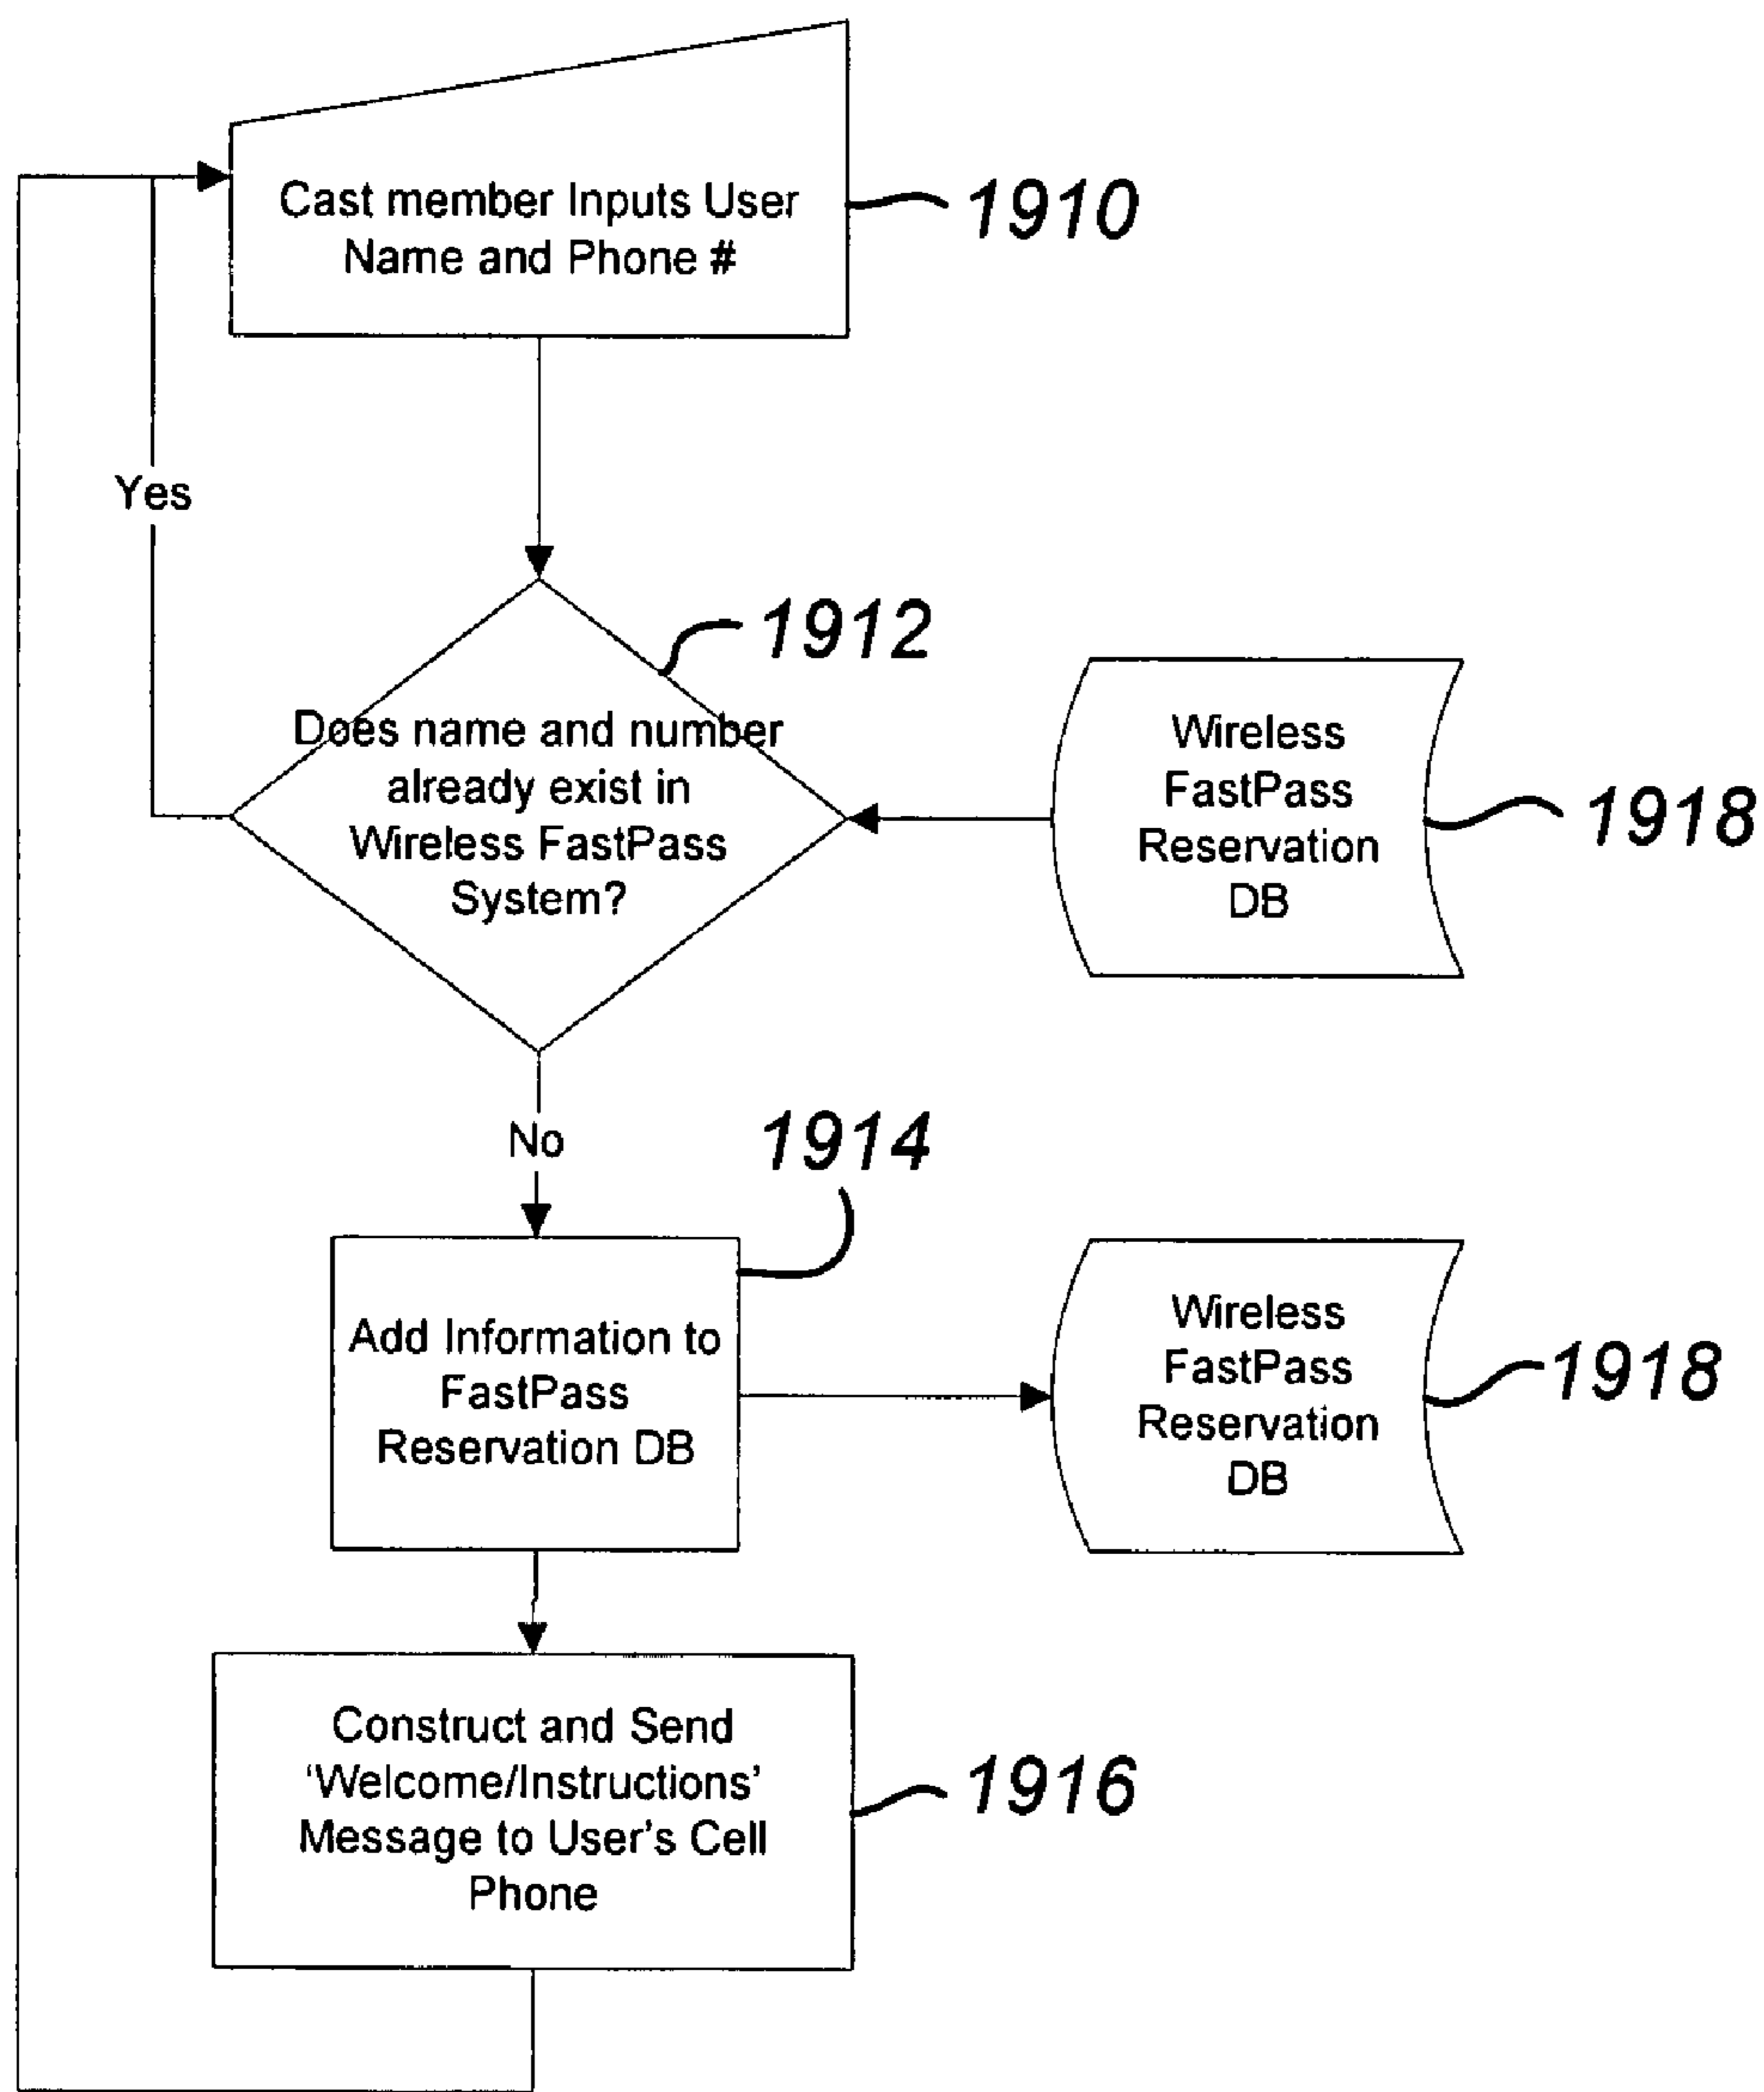 Cast member Inputs User
Name and Phone #
1910
Yes
1912
Does name and number
already exist in
Wireless FastPass
System?
Wireless
FastPass
Reservation
DB
1918
No
1914
Add Information to
FastPass
Reservation DB
Wireless
FastPass
Reservation
DB
1918
Construct and Send
‘Welcome/Instructions’
Message to User’s Cell
Phone
1916